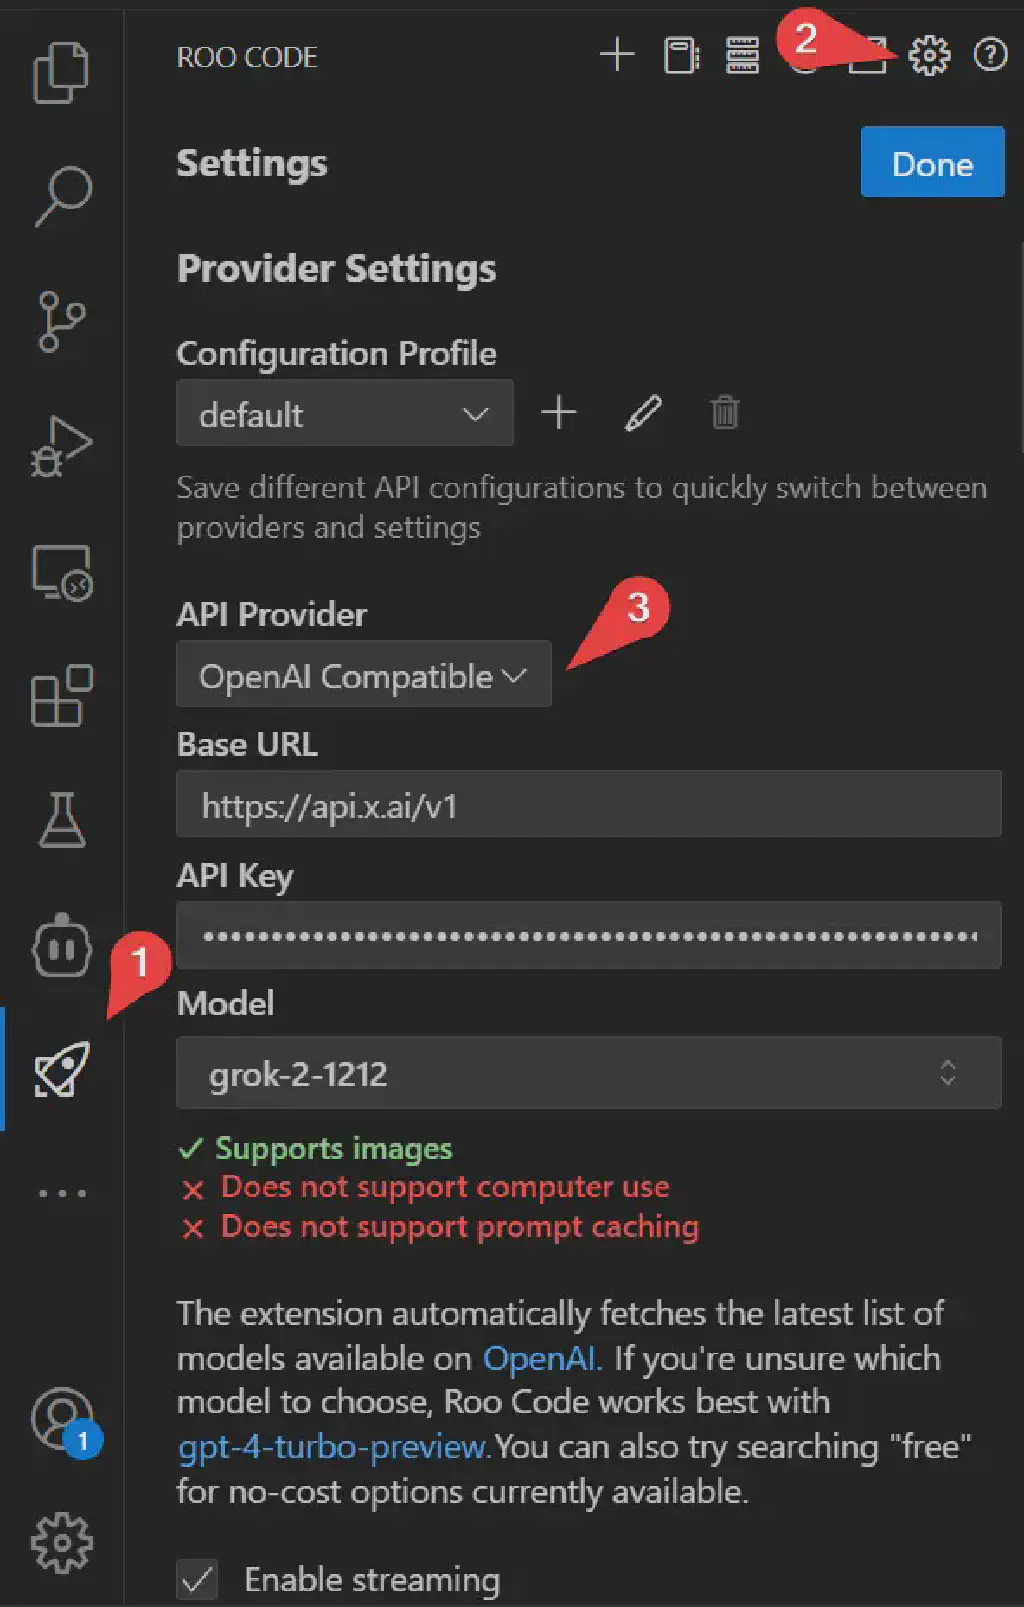 ROO CODE
2
Settings
Done
Provider Settings
Configuration Profile
default
Save different API configurations to quickly switch between
providers and settings
API Provider
3
OpenAI Compatible
Base URL
https://api.x.ai/v1
API Key
1
Model
grok-2-1212
Supports images
Does not support computer use
Does not support prompt caching
The extension automatically fetches the latest list of
models available on OpenAI. If you're unsure which
model to choose, Roo Code works best with
gpt-4-turbo-preview.You can also try searching "free"
for no-cost options currently available.
1
Enable streaming